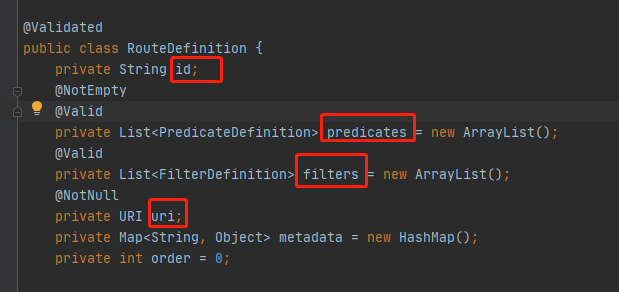 @Validated
public class RouteDefinition {
private String id;
@NotEmpty
@Valid
private List<PredicateDefinition> predicates = new ArrayList();
@Valid
private List<FilterDefinition> filters = new ArrayList();
@NotNull
private URI uri;
private Map<String, Object> metadata = new HashMap();
private int order = 0;